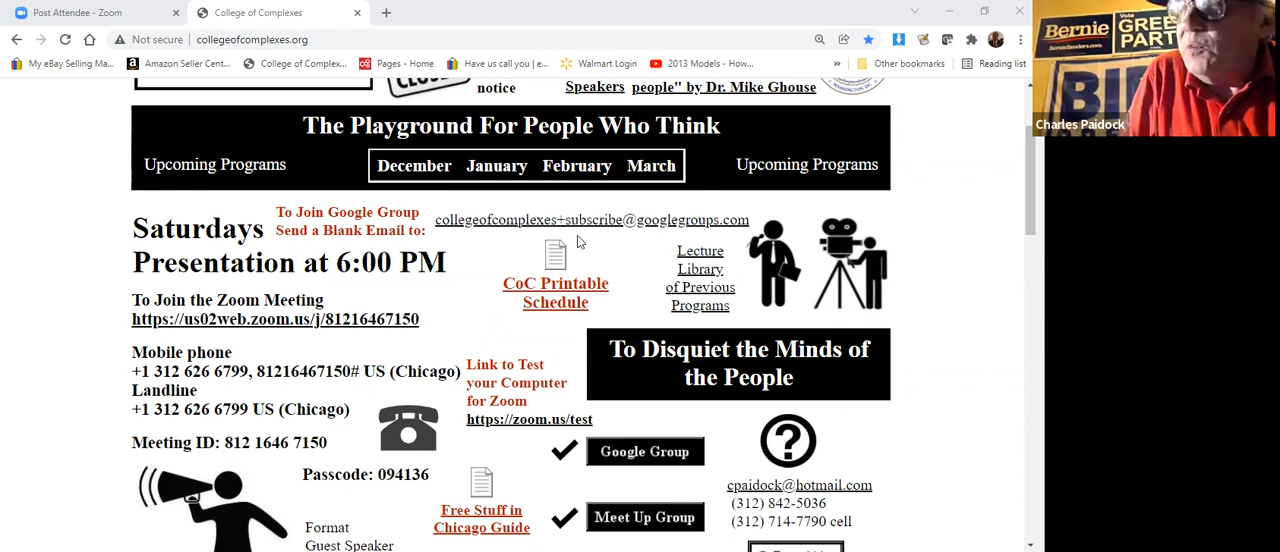 Post Attendee - Zoom
College of Complexes
Not secure
collegeofcomplexes.org
My eBay Selling Ma...
Amazon Seller Cent...
College of Complex...
Pages - Home
Have us call you | e...
Walmart Login
2013 Models - How...
»
Other bookmarks
Reading list
notice
Speakers
people" by Dr. Mike Ghouse
The Playground For People Who Think
Upcoming Programs
December January February March
Upcoming Programs
Saturdays
Presentation at 6:00 PM
To Join Google Group
Send a Blank Email to:
collegeofcomplexes+subscribe@googlegroups.com
CoC Printable
Schedule
Lecture
Library
of Previous
Programs
To Join the Zoom Meeting
https://us02web.zoom.us/j/81216467150
Mobile phone
+1 312 626 6799, 81216467150# US (Chicago)
Landline
+1 312 626 6799 US (Chicago)
Meeting ID: 812 1646 7150
Passcode: 094136
Link to Test
your Computer
for Zoom
https://zoom.us/test
To Disquiet the Minds of
the People
Google Group
Meet Up Group
Free Stuff in
Chicago Guide
?
cpaidock@hotmail.com
(312) 842-5036
(312) 714-7790 cell
Format
Guest Speaker
Bernie
BernieSanders.com
Vote
Charles Paidock